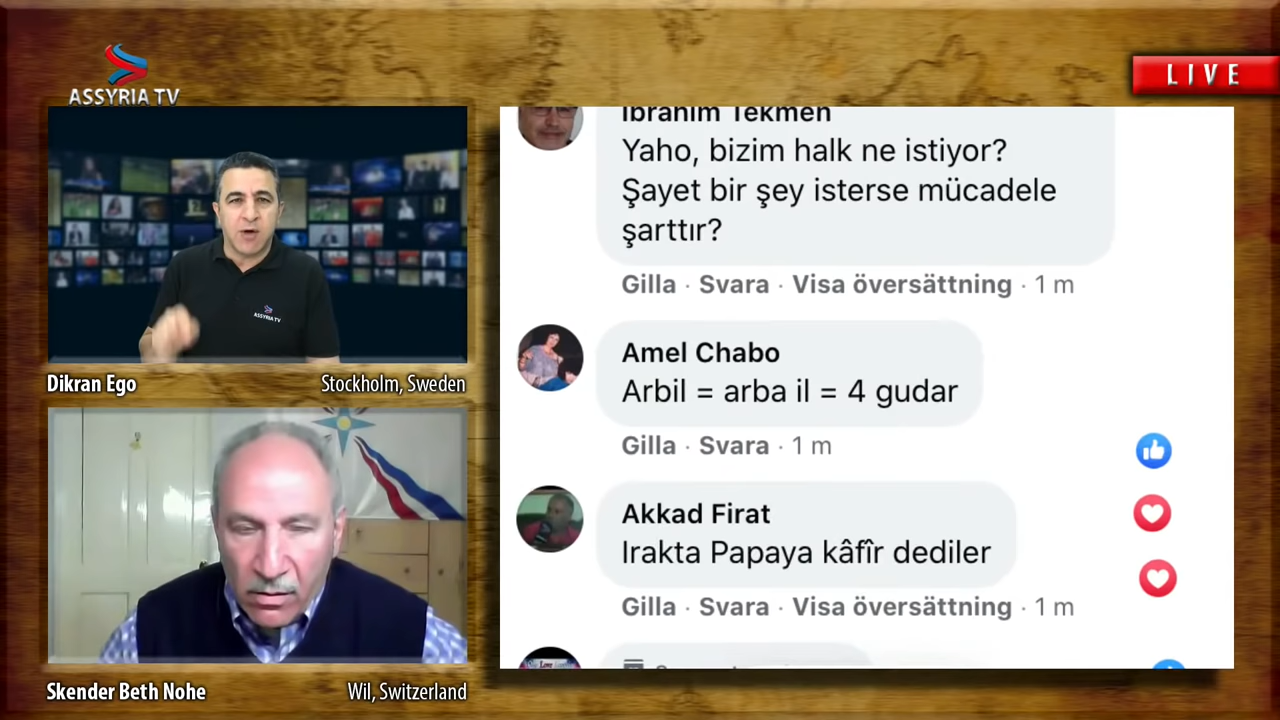 ASSYRIA TV
LIVE
ASSYRIA TV
Dikran Ego
Stockholm, Sweden
Skender Beth Nohe
Wil, Switzerland
Ibrahim Tekmen
Yaho, bizim halk ne istiyor?
Şayet bir şey isterse mücadele
şarttır?
Gilla · Svara · Visa översättning · 1 m
Amel Chabo
Arbil = arba il = 4 gudar
Gilla · Svara · 1 m
Akkad Firat
Irakta Papaya kâfîr dediler
Gilla · Svara · Visa översättning · 1 m